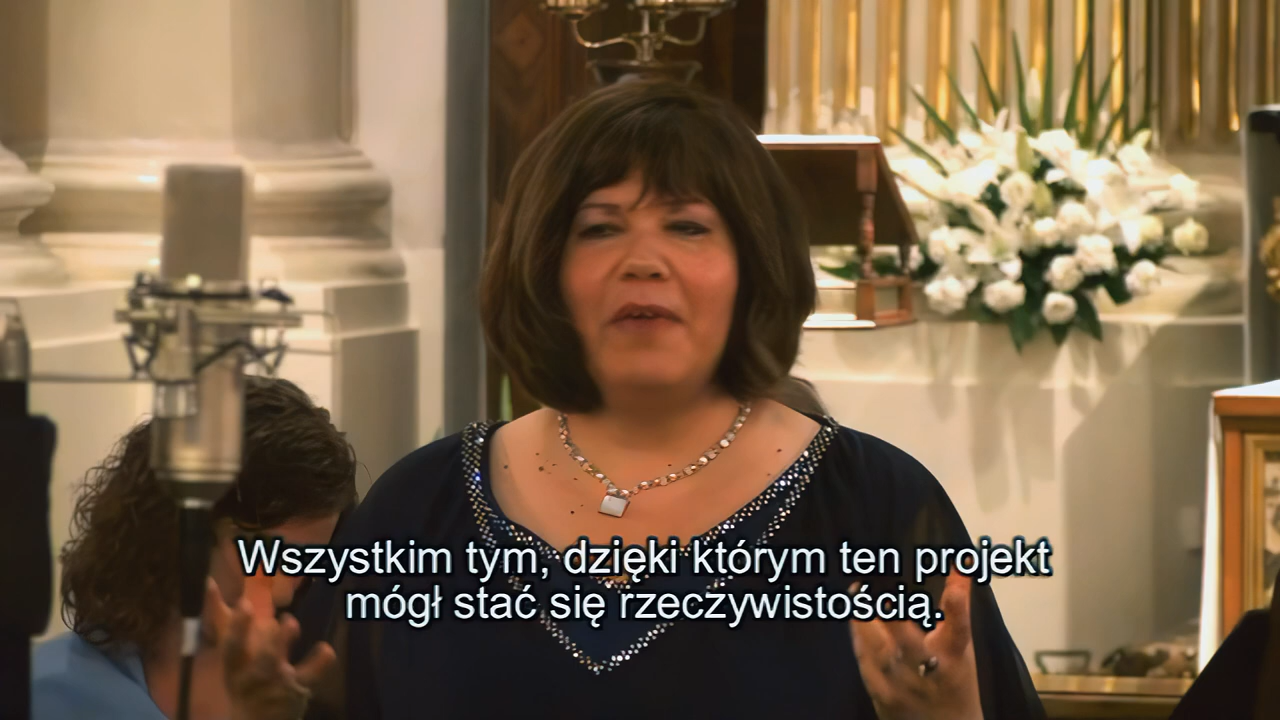 Wszystkim tym, dzięki którym ten projekt
mógł stać się rzeczywistością.